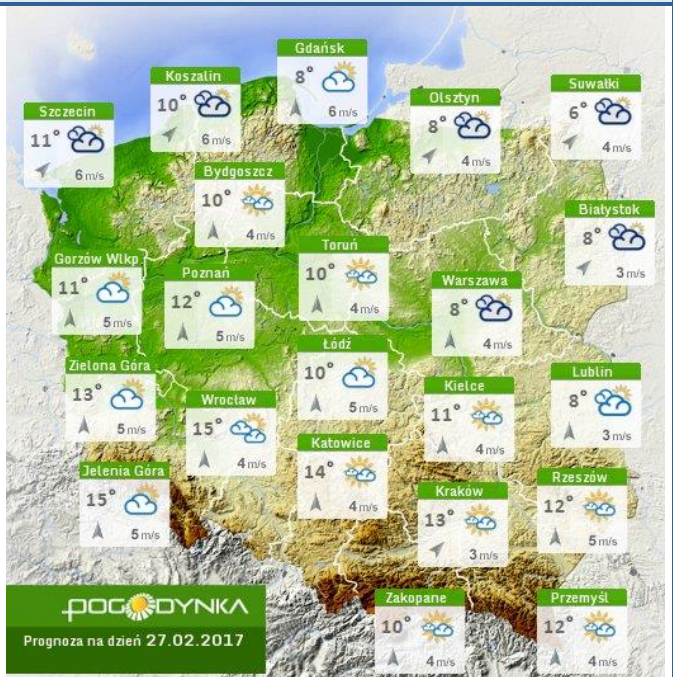 Gdańsk
8°
6 m/s
Koszalin
10°
6 m/s
Suwałki
6°
4 m/s
Olsztyn
8°
4 m/s
Szczecin
11°
6 m/s
Bydgoszcz
10°
4 m/s
Białystok
8°
3 m/s
Toruń
10°
4 m/s
Gorzów Wlkp
11°
5 m/s
Poznań
12°
5 m/s
Warszawa
8°
4 m/s
Łódź
10°
5 m/s
Zielona Góra
13°
5 m/s
Lublin
8°
3 m/s
Kielce
11°
4 m/s
Wrocław
15°
4 m/s
Katowice
14°
4 m/s
Jelenia Góra
15°
5 m/s
Rzeszów
12°
5 m/s
Kraków
13°
3 m/s
Zakopane
10°
4 m/s
Przemyśl
12°
4 m/s
POGODYNKA
Prognoza na dzień 27.02.2017